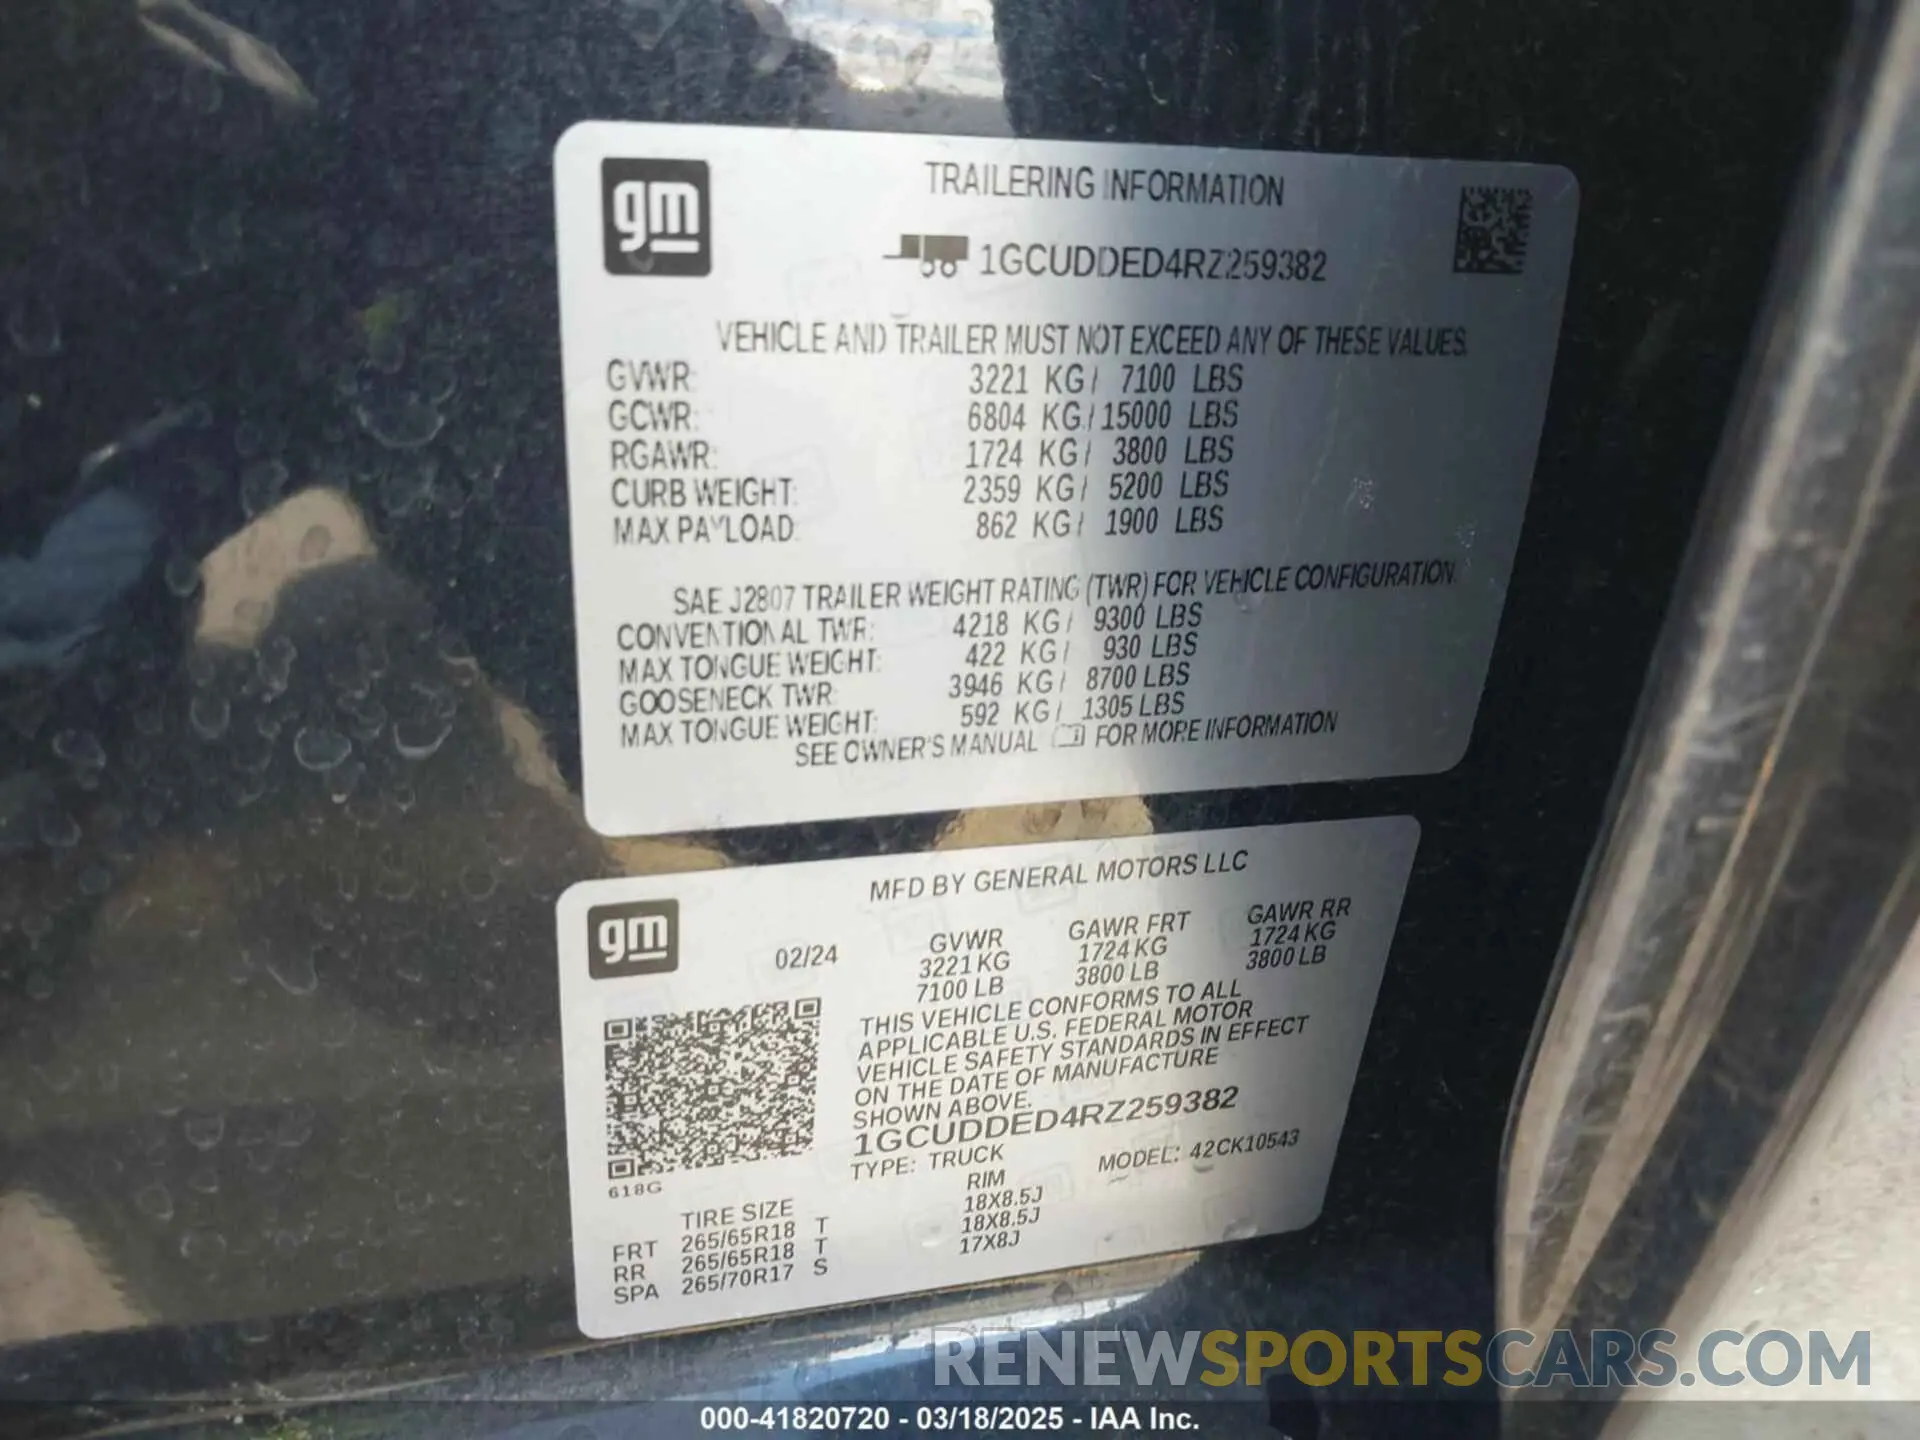 gm
TRAILERING INFORMATION
1GCUDDED4RZ259382
VEHICLE AND TRAILER MUST NOT EXCEED ANY OF THESE VALUES.
GVWR: 3221 KG/ 7100 LBS
GCWR: 6804 KG/15000 LBS
RGAWR: 1724 KG/ 3800 LBS
CURB WEIGHT: 2359 KG/ 5200 LBS
MAX PAYLOAD: 862 KG/ 1900 LBS
SAE J2807 TRAILER WEIGHT RATING (TWR) FOR VEHICLE CONFIGURATION.
CONVENTIONAL TWR: 4218 KG/ 9300 LBS
MAX TONGUE WEIGHT: 422 KG/ 930 LBS
GOOSENECK TWR: 3946 KG/ 8700 LBS
MAX TONGUE WEIGHT: 592 KG/ 1305 LBS
SEE OWNER'S MANUAL FOR MORE INFORMATION
gm
MFD BY GENERAL MOTORS LLC
02/24
GVWR GAWR FRT GAWR RR
3221 KG 1724 KG 1724 KG
7100 LB 3800 LB 3800 LB
THIS VEHICLE CONFORMS TO ALL
APPLICABLE U.S. FEDERAL MOTOR
VEHICLE SAFETY STANDARDS IN EFFECT
ON THE DATE OF MANUFACTURE
SHOWN ABOVE.
1GCUDDED4RZ259382
TYPE: TRUCK MODEL: 42CK10543
618G
TIRE SIZE RIM
FRT 265/65R18 T 18X8.5J
RR 265/65R18 T 18X8.5J
SPA 265/70R17 S 17X8J
RENEWSPORTSCARS.COM
000-41820720 - 03/18/2025 - IAA Inc.